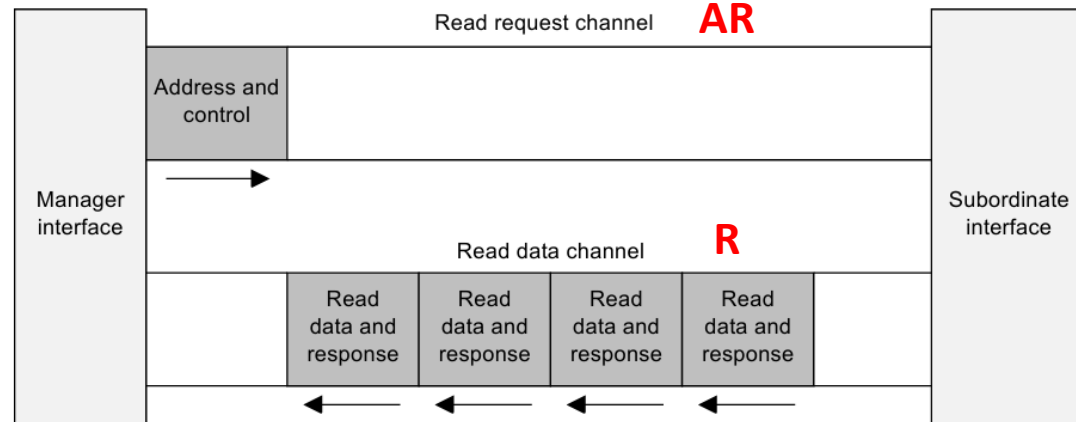 Read request channel AR
Address and
control
Manager
interface
Subordinate
interface
Read data channel R
Read
data and
response
Read
data and
response
Read
data and
response
Read
data and
response